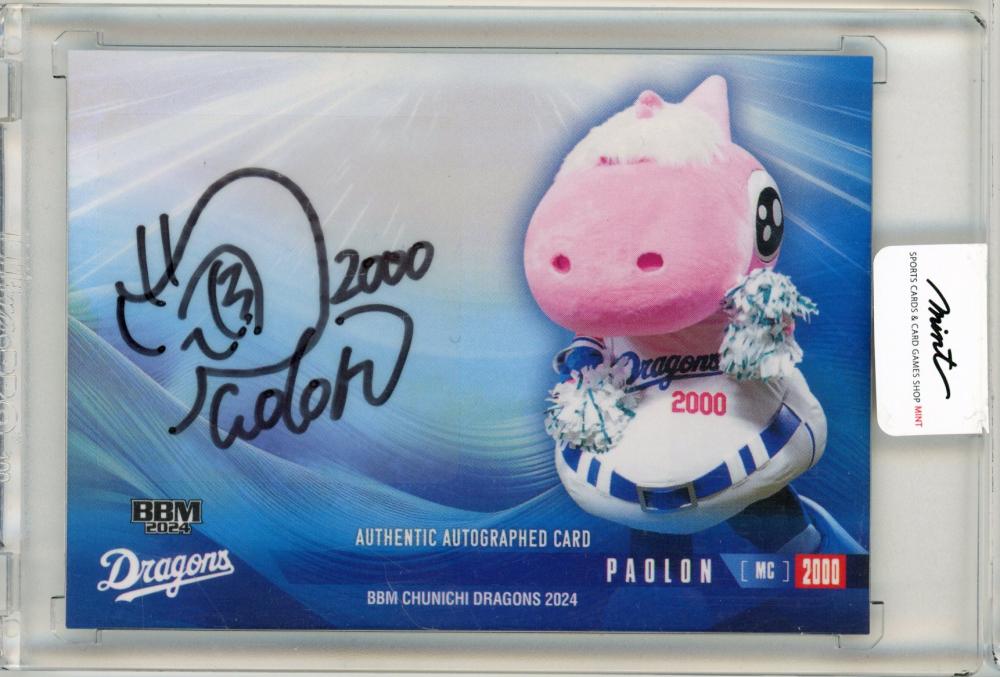 2000
Paolon
Dragons
2000
BBM
2024
Dragons
AUTHENTIC AUTOGRAPHED CARD
PAOLON [ MC ] 2000
BBM CHUNICHI DRAGONS 2024
Mint
SPORTS CARDS & CARD GAMES SHOP MINT